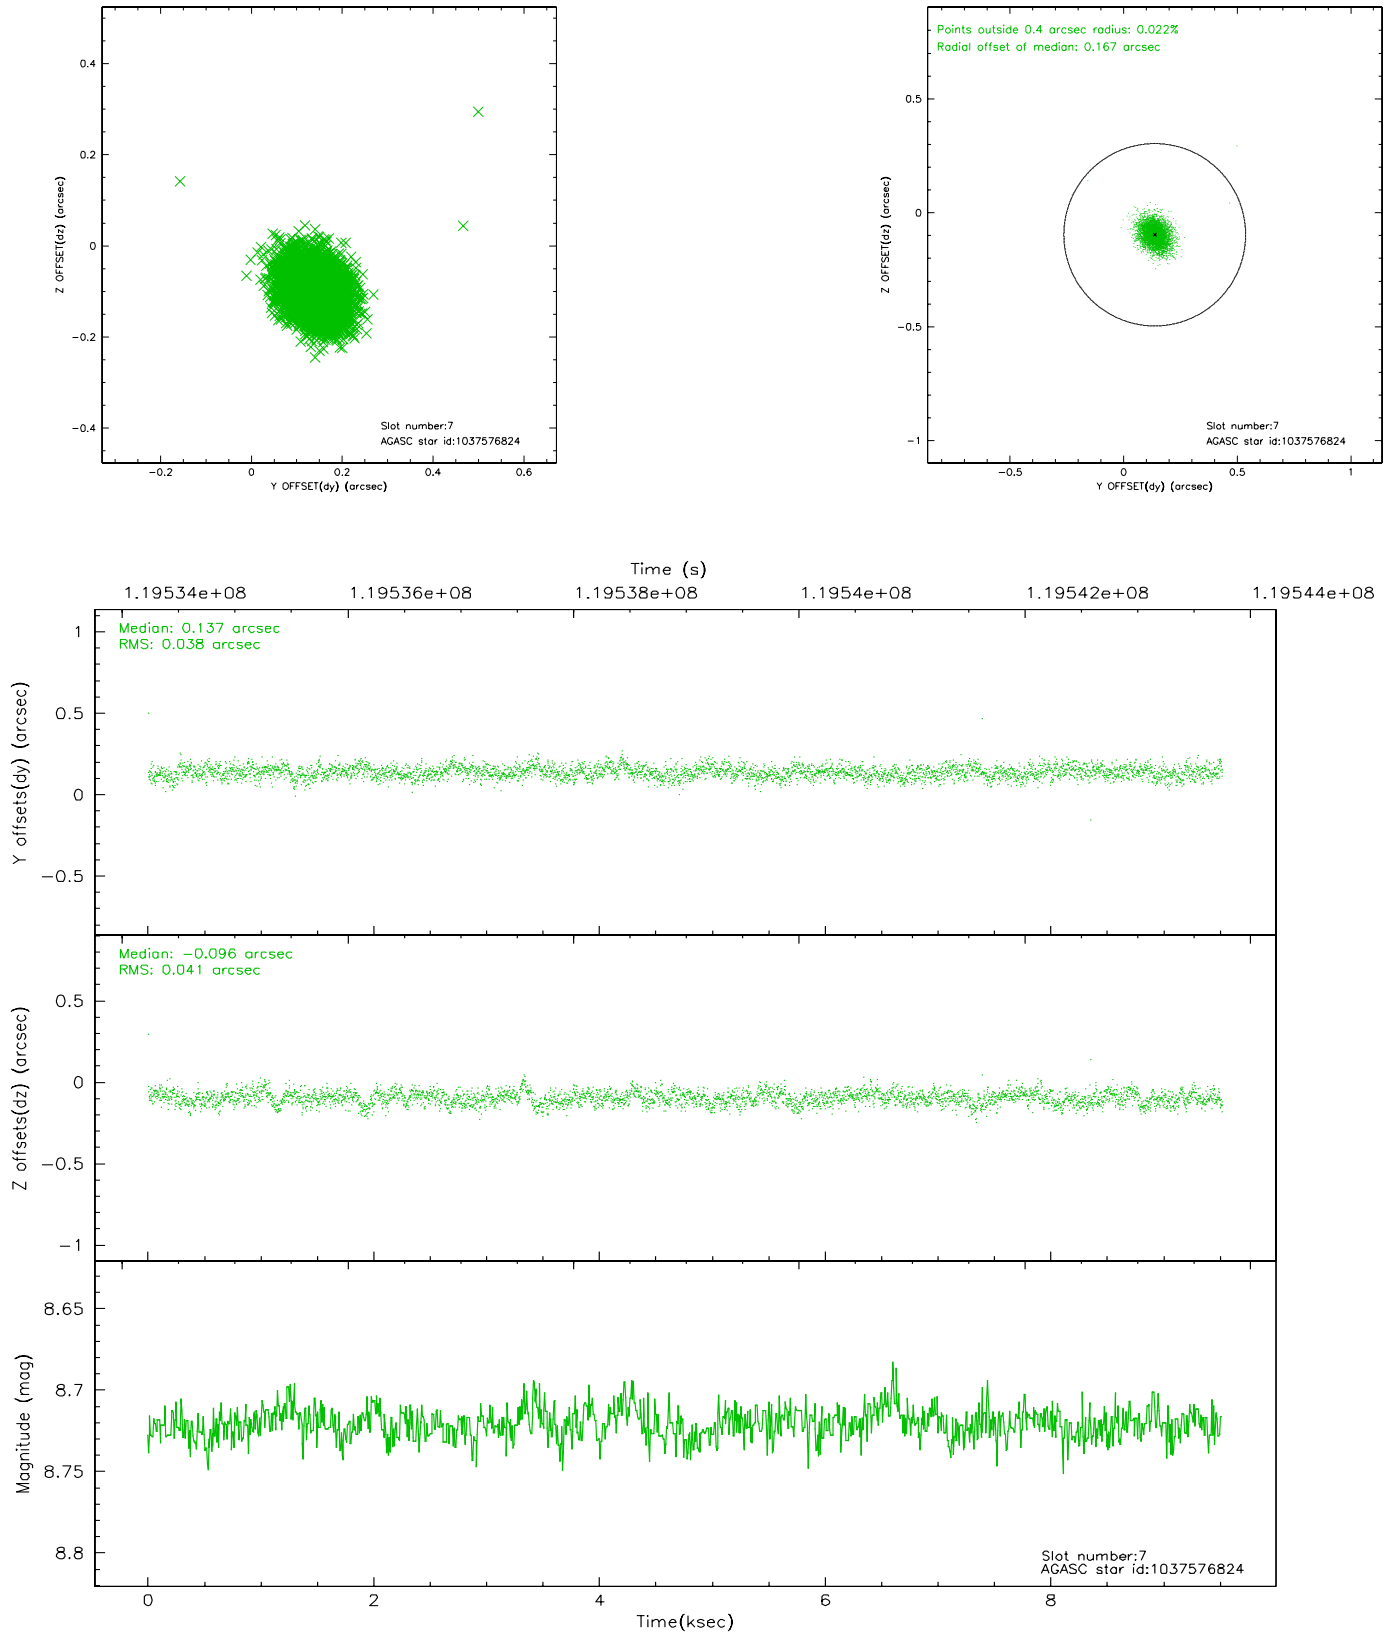 0.4
0.2
0
−0.2
−0.4
Z OFFSET(dz) (arcsec)
−0.2 0 0.2 0.4 0.6
Y OFFSET(dy) (arcsec)
Slot number:7
AGASC star id:1037576824
Points outside 0.4 arcsec radius: 0.022%
Radial offset of median: 0.167 arcsec
0.5
0
−0.5
−1
Z OFFSET(dz) (arcsec)
−0.5 0 0.5 1
Y OFFSET(dy) (arcsec)
Slot number:7
AGASC star id:1037576824
Time (s)
1.19534e+08 1.19536e+08 1.19538e+08 1.1954e+08 1.19542e+08 1.19544e+08
Median: 0.137 arcsec
RMS: 0.038 arcsec
1
0.5
0
−0.5
Y offsets(dy) (arcsec)
Median: −0.096 arcsec
RMS: 0.041 arcsec
0.5
0
−0.5
−1
Z offsets(dz) (arcsec)
8.65
8.7
8.75
8.8
Magnitude (mag)
Slot number:7
AGASC star id:1037576824
0 2 4 6 8
Time(ksec)